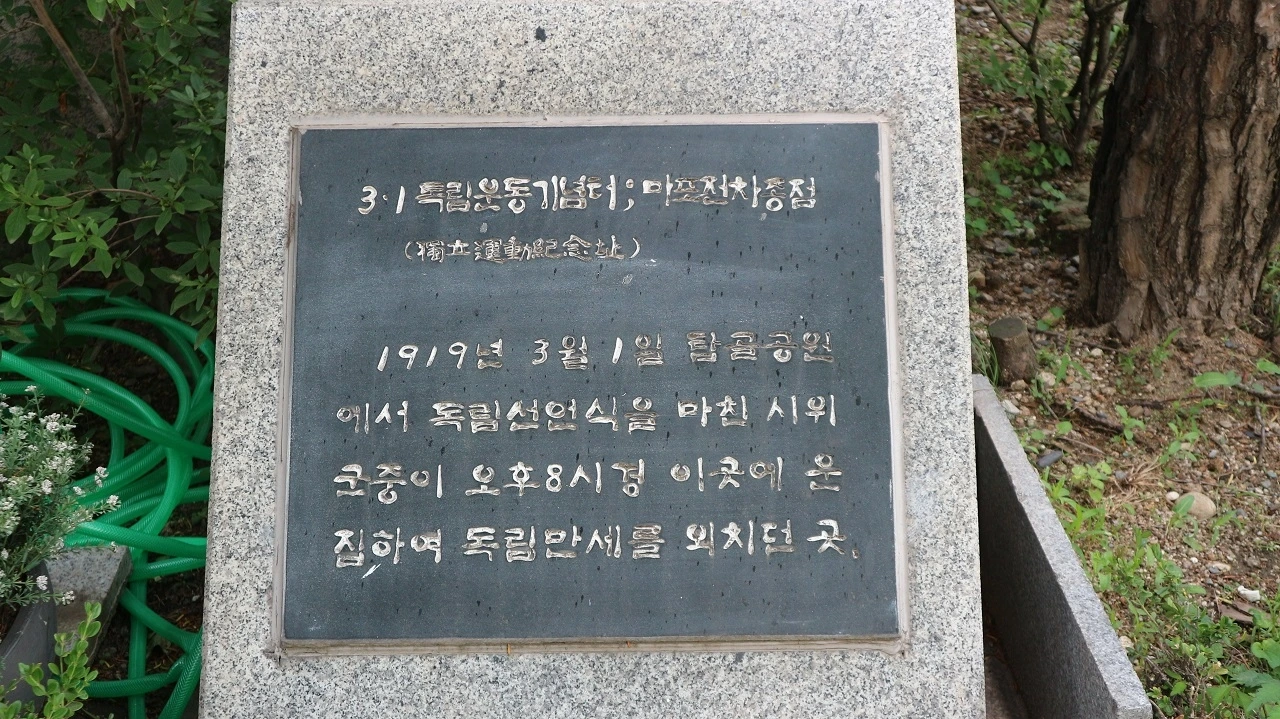 3·1 독립운동기념터; 마포전차종점
(獨立運動紀念址)
1919년 3월 1일 탑골공원
에서 독립선언식을 마친 시위
군중이 오후8시경 이곳에 운
집하여 독립만세를 외치던 곳.